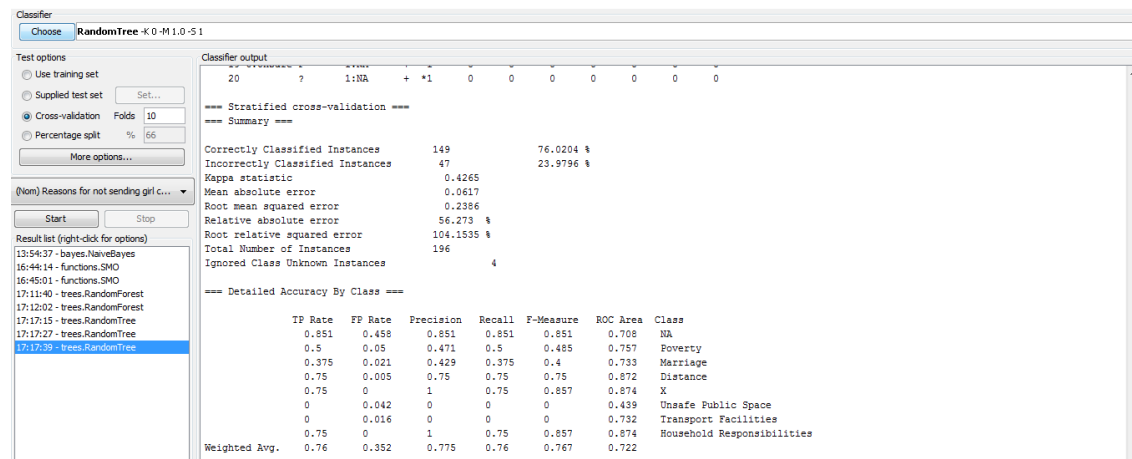 Classifier
Choose RandomTree -K 0 -M 1.0 -S 1
Test options
Use training set
Supplied test set Set...
Cross-validation Folds 10
Percentage split % 66
More options...
(Nom) Reasons for not sending girl c...
Start Stop
Result list (right-click for options)
13:54:37 - bayes.NaiveBayes
16:44:14 - functions.SMO
16:45:01 - functions.SMO
17:11:40 - trees.RandomForest
17:12:02 - trees.RandomForest
17:17:15 - trees.RandomTree
17:17:27 - trees.RandomTree
17:17:39 - trees.RandomTree
Classifier output
20 ? 1:NA + *1 0 0 0 0 0 0 0
=== Stratified cross-validation ===
=== Summary ===
Correctly Classified Instances 149 76.0204 %
Incorrectly Classified Instances 47 23.9796 %
Kappa statistic 0.4265
Mean absolute error 0.0617
Root mean squared error 0.2386
Relative absolute error 56.273 %
Root relative squared error 104.1535 %
Total Number of Instances 196
Ignored Class Unknown Instances 4
=== Detailed Accuracy By Class ===
TP Rate FP Rate Precision Recall F-Measure ROC Area Class
0.851 0.458 0.851 0.851 0.851 0.708 NA
0.5 0.05 0.471 0.5 0.485 0.757 Poverty
0.375 0.021 0.429 0.375 0.4 0.733 Marriage
0.75 0.005 0.75 0.75 0.75 0.872 Distance
0.75 0 1 0.75 0.857 0.874 X
0 0.042 0 0 0 0.439 Unsafe Public Space
0 0.016 0 0 0 0.732 Transport Facilities
0.75 0 1 0.75 0.857 0.874 Household Responsibilities
Weighted Avg. 0.76 0.352 0.775 0.76 0.767 0.722